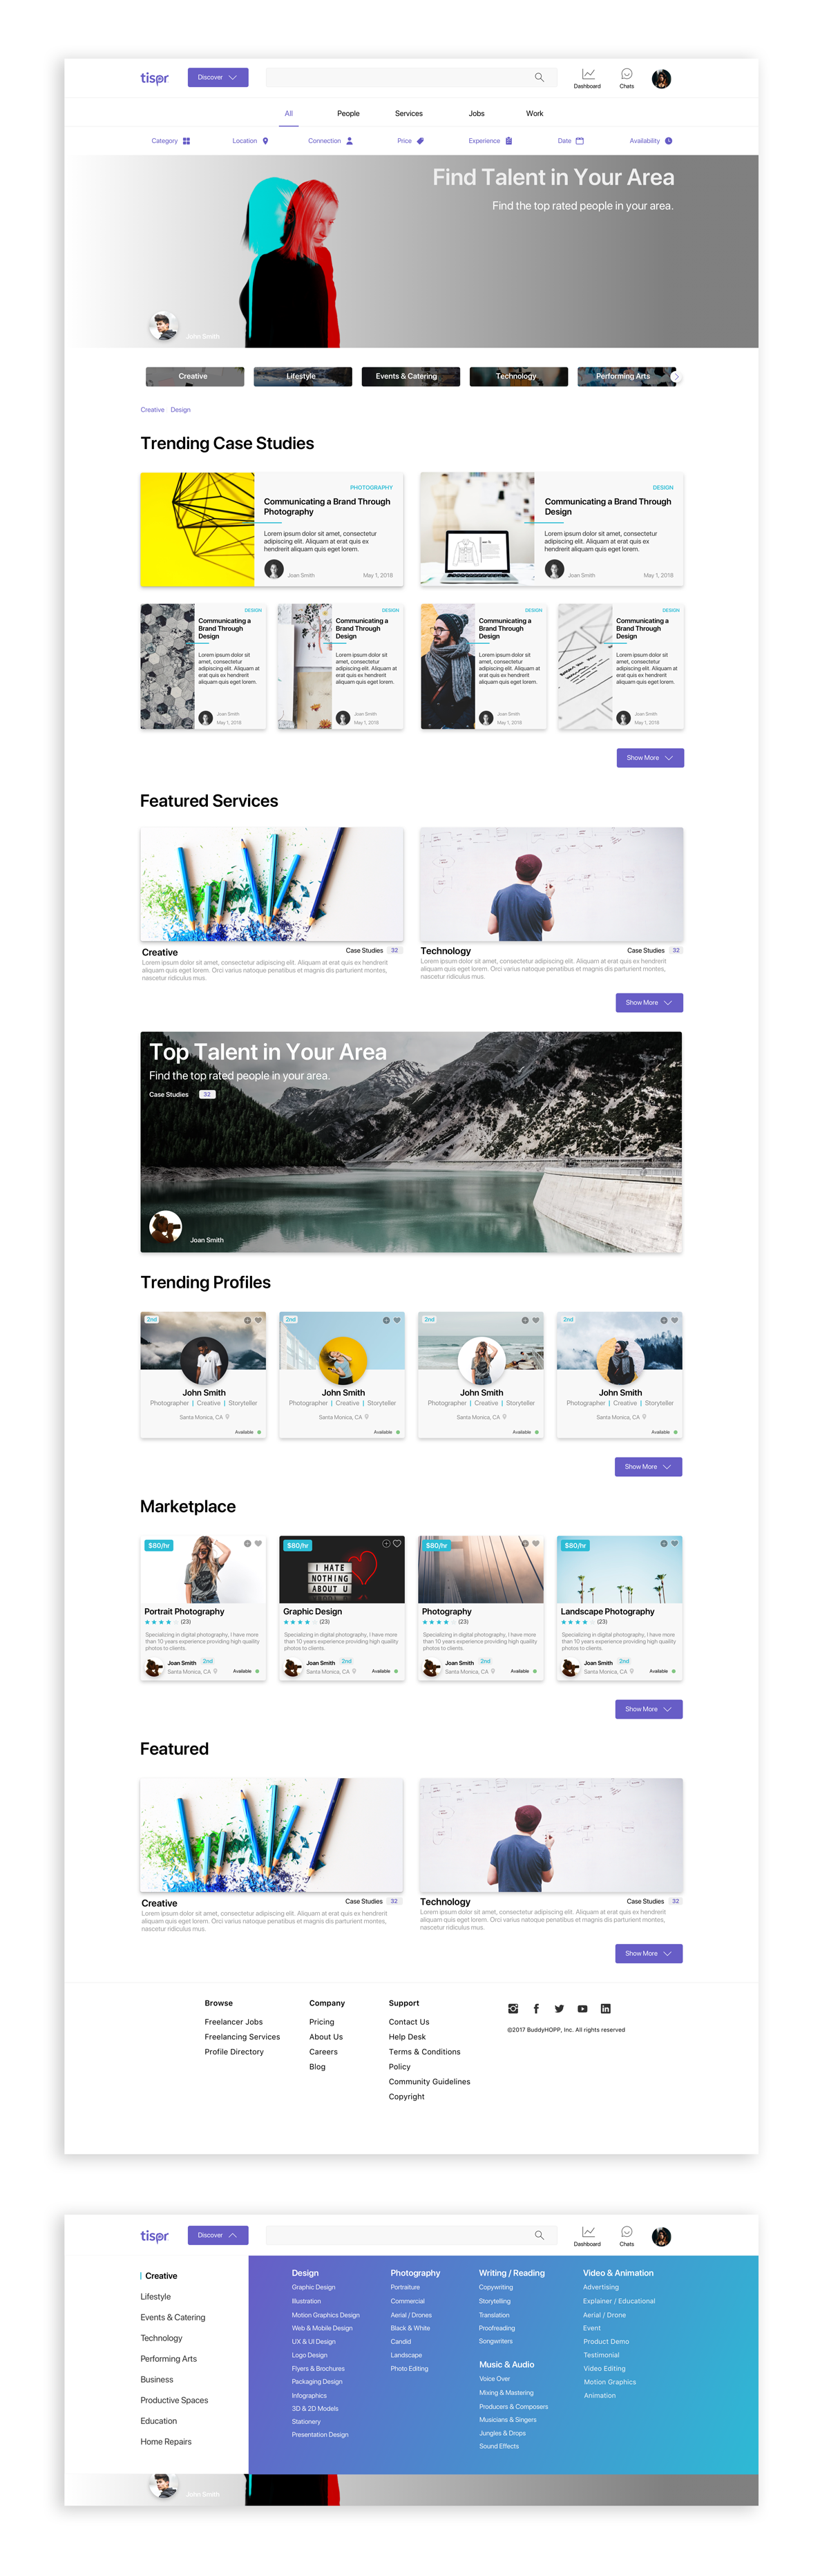 tispr
Discover
Dashboard
Chats
All
People
Services
Jobs
Work
Category
Location
Connection
Price
Experience
Date
Availability
Find Talent in Your Area
Find the top rated people in your area.
John Smith
Creative
Lifestyle
Events & Catering
Technology
Performing Arts
Creative Design
Trending Case Studies
PHOTOGRAPHY
Communicating a Brand Through
Photography
Lorem ipsum dolor sit amet, consectetur
adipiscing elit. Aliquam at erat quis ex
hendrerit aliquam quis eget lorem.
Joan Smith
May 1, 2018
DESIGN
Communicating a Brand Through
Design
Lorem ipsum dolor sit amet, consectetur
adipiscing elit. Aliquam at erat quis ex
hendrerit aliquam quis eget lorem.
Joan Smith
May 1, 2018
DESIGN
Communicating a
Brand Through
Design
Lorem ipsum dolor sit
amet, consectetur
adipiscing elit. Aliquam at
erat quis ex hendrerit
aliquam quis eget lorem.
Joan Smith
May 1, 2018
DESIGN
Communicating a
Brand Through
Design
Lorem ipsum dolor sit
amet, consectetur
adipiscing elit. Aliquam at
erat quis ex hendrerit
aliquam quis eget lorem.
Joan Smith
May 1, 2018
DESIGN
Communicating a
Brand Through
Design
Lorem ipsum dolor sit
amet, consectetur
adipiscing elit. Aliquam at
erat quis ex hendrerit
aliquam quis eget lorem.
Joan Smith
May 1, 2018
DESIGN
Communicating a
Brand Through
Design
Lorem ipsum dolor sit
amet, consectetur
adipiscing elit. Aliquam at
erat quis ex hendrerit
aliquam quis eget lorem.
Joan Smith
May 1, 2018
Show More
Featured Services
Creative
Case Studies 32
Lorem ipsum dolor sit amet, consectetur adipiscing elit. Aliquam at erat quis ex hendrerit
aliquam quis eget lorem. Orci varius natoque penatibus et magnis dis parturient montes,
nascetur ridiculus mus.
Technology
Case Studies 32
Lorem ipsum dolor sit amet, consectetur adipiscing elit. Aliquam at erat quis ex hendrerit
aliquam quis eget lorem. Orci varius natoque penatibus et magnis dis parturient montes,
nascetur ridiculus mus.
Show More
Top Talent in Your Area
Find the top rated people in your area.
Case Studies 32
Joan Smith
Trending Profiles
2nd
John Smith
Photographer | Creative | Storyteller
Santa Monica, CA
Available
2nd
John Smith
Photographer | Creative | Storyteller
Santa Monica, CA
Available
2nd
John Smith
Photographer | Creative | Storyteller
Santa Monica, CA
Available
2nd
John Smith
Photographer | Creative | Storyteller
Santa Monica, CA
Available
Show More
Marketplace
$80/hr
Portrait Photography
(23)
Specializing in digital photography, I have more
than 10 years experience providing high quality
photos to clients.
Joan Smith 2nd
Santa Monica, CA
Available
$80/hr
I HATE
NOTHING
ABOUT U
Graphic Design
(23)
Specializing in digital photography, I have more
than 10 years experience providing high quality
photos to clients.
Joan Smith 2nd
Santa Monica, CA
Available
$80/hr
Photography
(23)
Specializing in digital photography, I have more
than 10 years experience providing high quality
photos to clients.
Joan Smith 2nd
Santa Monica, CA
Available
$80/hr
Landscape Photography
(23)
Specializing in digital photography, I have more
than 10 years experience providing high quality
photos to clients.
Joan Smith 2nd
Santa Monica, CA
Available
Show More
Featured
Creative
Case Studies 32
Lorem ipsum dolor sit amet, consectetur adipiscing elit. Aliquam at erat quis ex hendrerit
aliquam quis eget lorem. Orci varius natoque penatibus et magnis dis parturient montes,
nascetur ridiculus mus.
Technology
Case Studies 32
Lorem ipsum dolor sit amet, consectetur adipiscing elit. Aliquam at erat quis ex hendrerit
aliquam quis eget lorem. Orci varius natoque penatibus et magnis dis parturient montes,
nascetur ridiculus mus.
Show More
Browse
Freelancer Jobs
Freelancing Services
Profile Directory
Company
Pricing
About Us
Careers
Blog
Support
Contact Us
Help Desk
Terms & Conditions
Policy
Community Guidelines
Copyright
©2017 BuddyHOPP, Inc. All rights reserved
tispr
Discover
Dashboard
Chats
Creative
Lifestyle
Events & Catering
Technology
Performing Arts
Business
Productive Spaces
Education
Home Repairs
Design
Graphic Design
Illustration
Motion Graphics Design
Web & Mobile Design
UX & UI Design
Logo Design
Flyers & Brochures
Packaging Design
Infographics
3D & 2D Models
Stationery
Presentation Design
Photography
Portraiture
Commercial
Aerial / Drones
Black & White
Candid
Landscape
Photo Editing
Writing / Reading
Copywriting
Storytelling
Translation
Proofreading
Songwriters
Music & Audio
Voice Over
Mixing & Mastering
Producers & Composers
Musicians & Singers
Jungles & Drops
Sound Effects
Video & Animation
Advertising
Explainer / Educational
Aerial / Drone
Event
Product Demo
Testimonial
Video Editing
Motion Graphics
Animation
John Smith